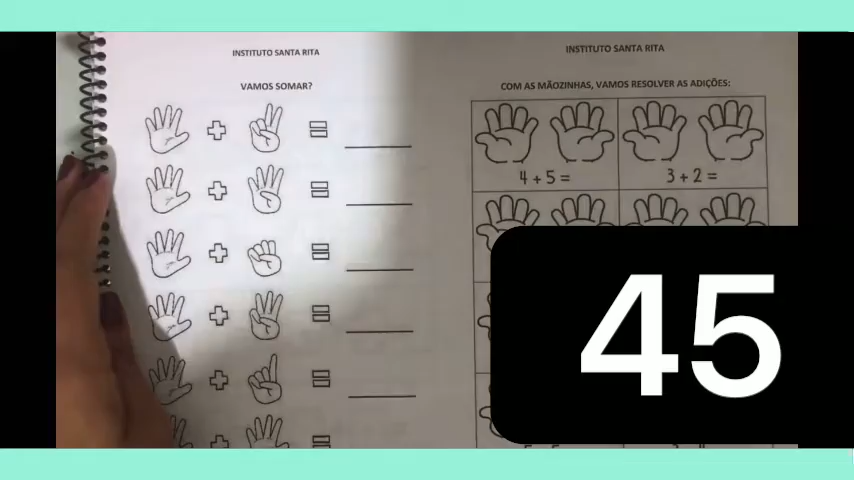 INSTITUTO SANTA RITA
VAMOS SOMAR?
INSTITUTO SANTA RITA
COM AS MÃOZINHAS, VAMOS RESOLVER AS ADIÇÕES:
4 + 5 =
3 + 2 =
45